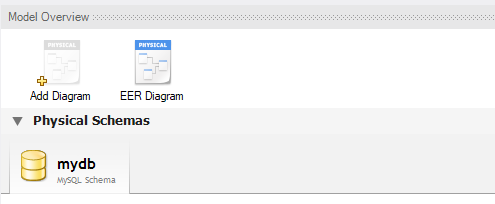 Model Overview
PHYSICAL
PHYSICAL
Add Diagram
EER Diagram
Physical Schemas
mydb
MySQL Schema